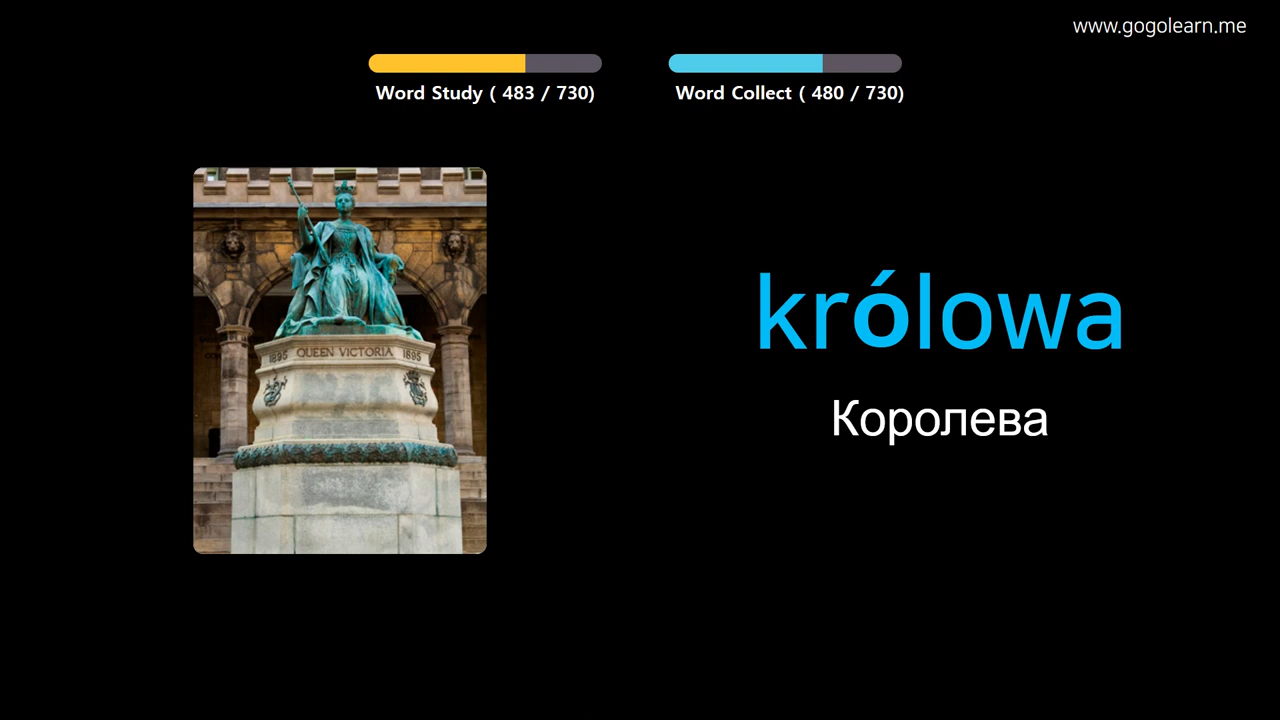 www.gogolearn.me
Word Study ( 483 / 730)
Word Collect ( 480 / 730)
1895 QUEEN VICTORIA 1895
królowa
Королева